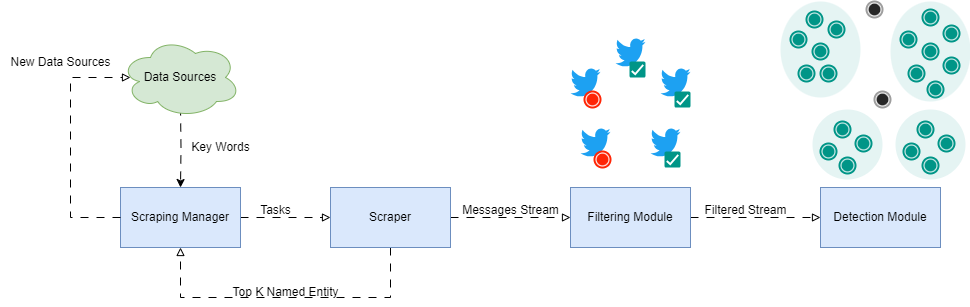 New Data Sources
Data Sources
Key Words
Scraping Manager
Tasks
Scraper
Messages Stream
Filtering Module
Filtered Stream
Detection Module
Top K Named Entity